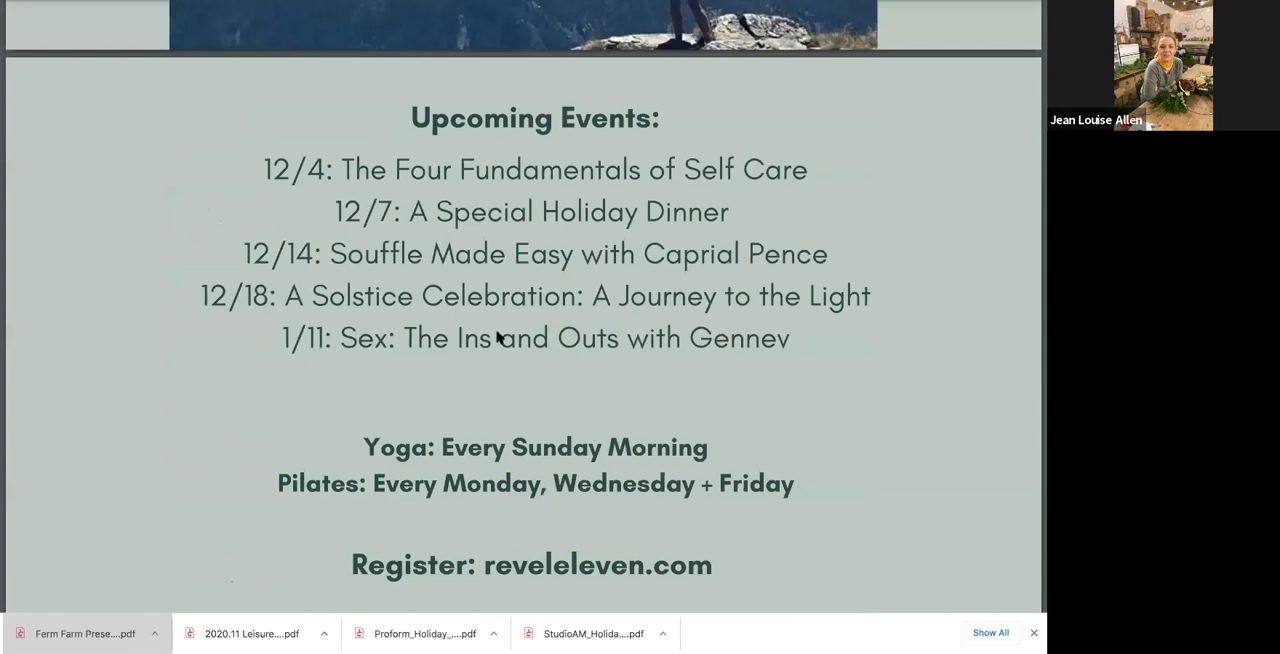 Jean Louise Allen
Upcoming Events:
12/4: The Four Fundamentals of Self Care
12/7: A Special Holiday Dinner
12/14: Souffle Made Easy with Caprial Pence
12/18: A Solstice Celebration: A Journey to the Light
1/11: Sex: The Ins and Outs with Gennev
Yoga: Every Sunday Morning
Pilates: Every Monday, Wednesday + Friday
Register: reveleleven.com
Ferm Farm Prese....pdf
2020.11 Leisure....pdf
Proform_Holiday_....pdf
StudioAM_Holida....pdf
Show All